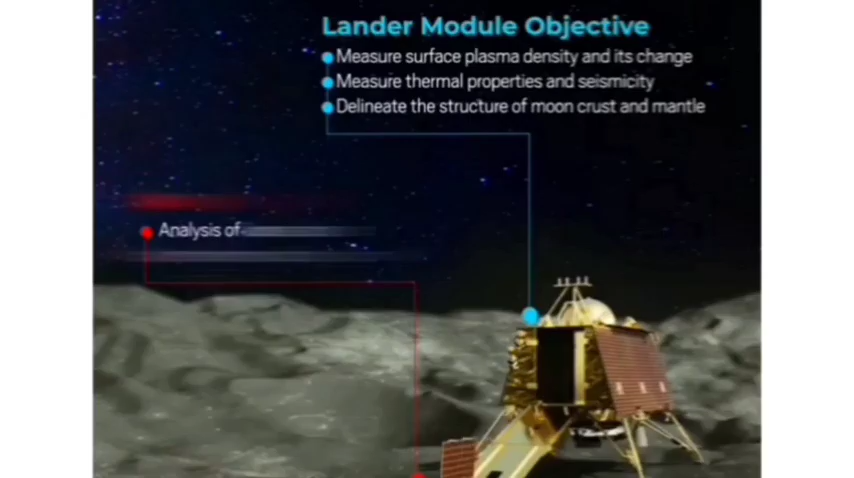 Lander Module Objective
Measure surface plasma density and its change
Measure thermal properties and seismicity
Delineate the structure of moon crust and mantle
Analysis of